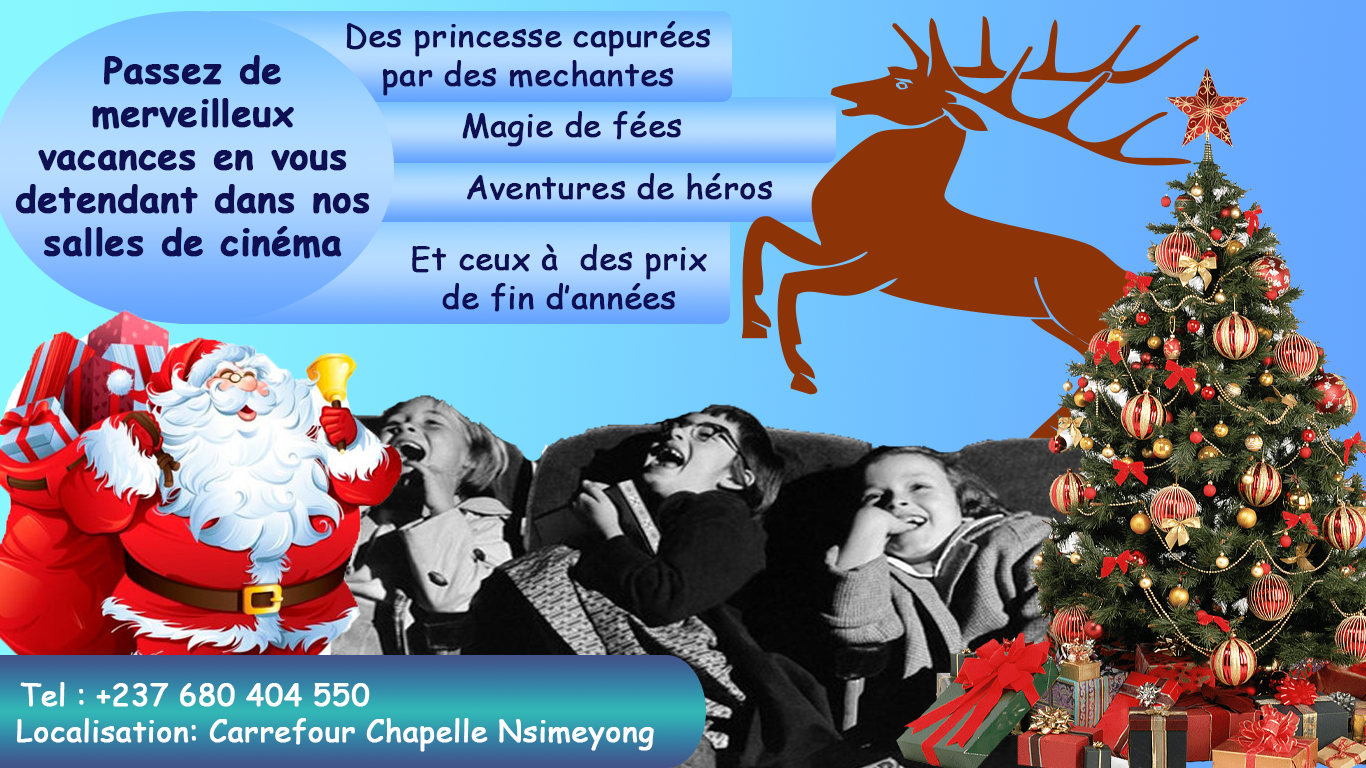 Passez de
merveilleux
vacances en vous
detendant dans nos
salles de cinéma
Des princesse capurées
par des mechantes
Magie de fées
Aventures de héros
Et ceux à des prix
de fin d'années
Tel : +237 680 404 550
Localisation: Carrefour Chapelle Nsimeyong